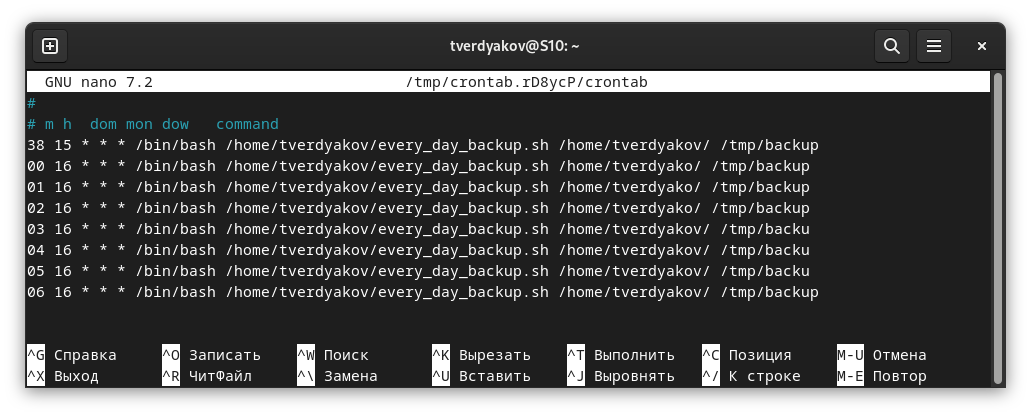 tverdyakov@S10: ~
GNU nano 7.2 /tmp/crontab.rD8ycP/crontab
#
# m h  dom mon dow   command
38 15 * * * /bin/bash /home/tverdyakov/every_day_backup.sh /home/tverdyakov/ /tmp/backup
00 16 * * * /bin/bash /home/tverdyakov/every_day_backup.sh /home/tverdyako/ /tmp/backup
01 16 * * * /bin/bash /home/tverdyakov/every_day_backup.sh /home/tverdyako/ /tmp/backup
02 16 * * * /bin/bash /home/tverdyakov/every_day_backup.sh /home/tverdyako/ /tmp/backup
03 16 * * * /bin/bash /home/tverdyakov/every_day_backup.sh /home/tverdyakov/ /tmp/backu
04 16 * * * /bin/bash /home/tverdyakov/every_day_backup.sh /home/tverdyakov/ /tmp/backu
05 16 * * * /bin/bash /home/tverdyakov/every_day_backup.sh /home/tverdyakov/ /tmp/backu
06 16 * * * /bin/bash /home/tverdyakov/every_day_backup.sh /home/tverdyakov/ /tmp/backup
^G Справка ^O Записать ^W Поиск ^K Вырезать ^T Выполнить ^C Позиция M-U Отмена
^X Выход ^R ЧитФайл ^\ Замена ^U Вставить ^J Выровнять ^/ К строке M-E Повтор